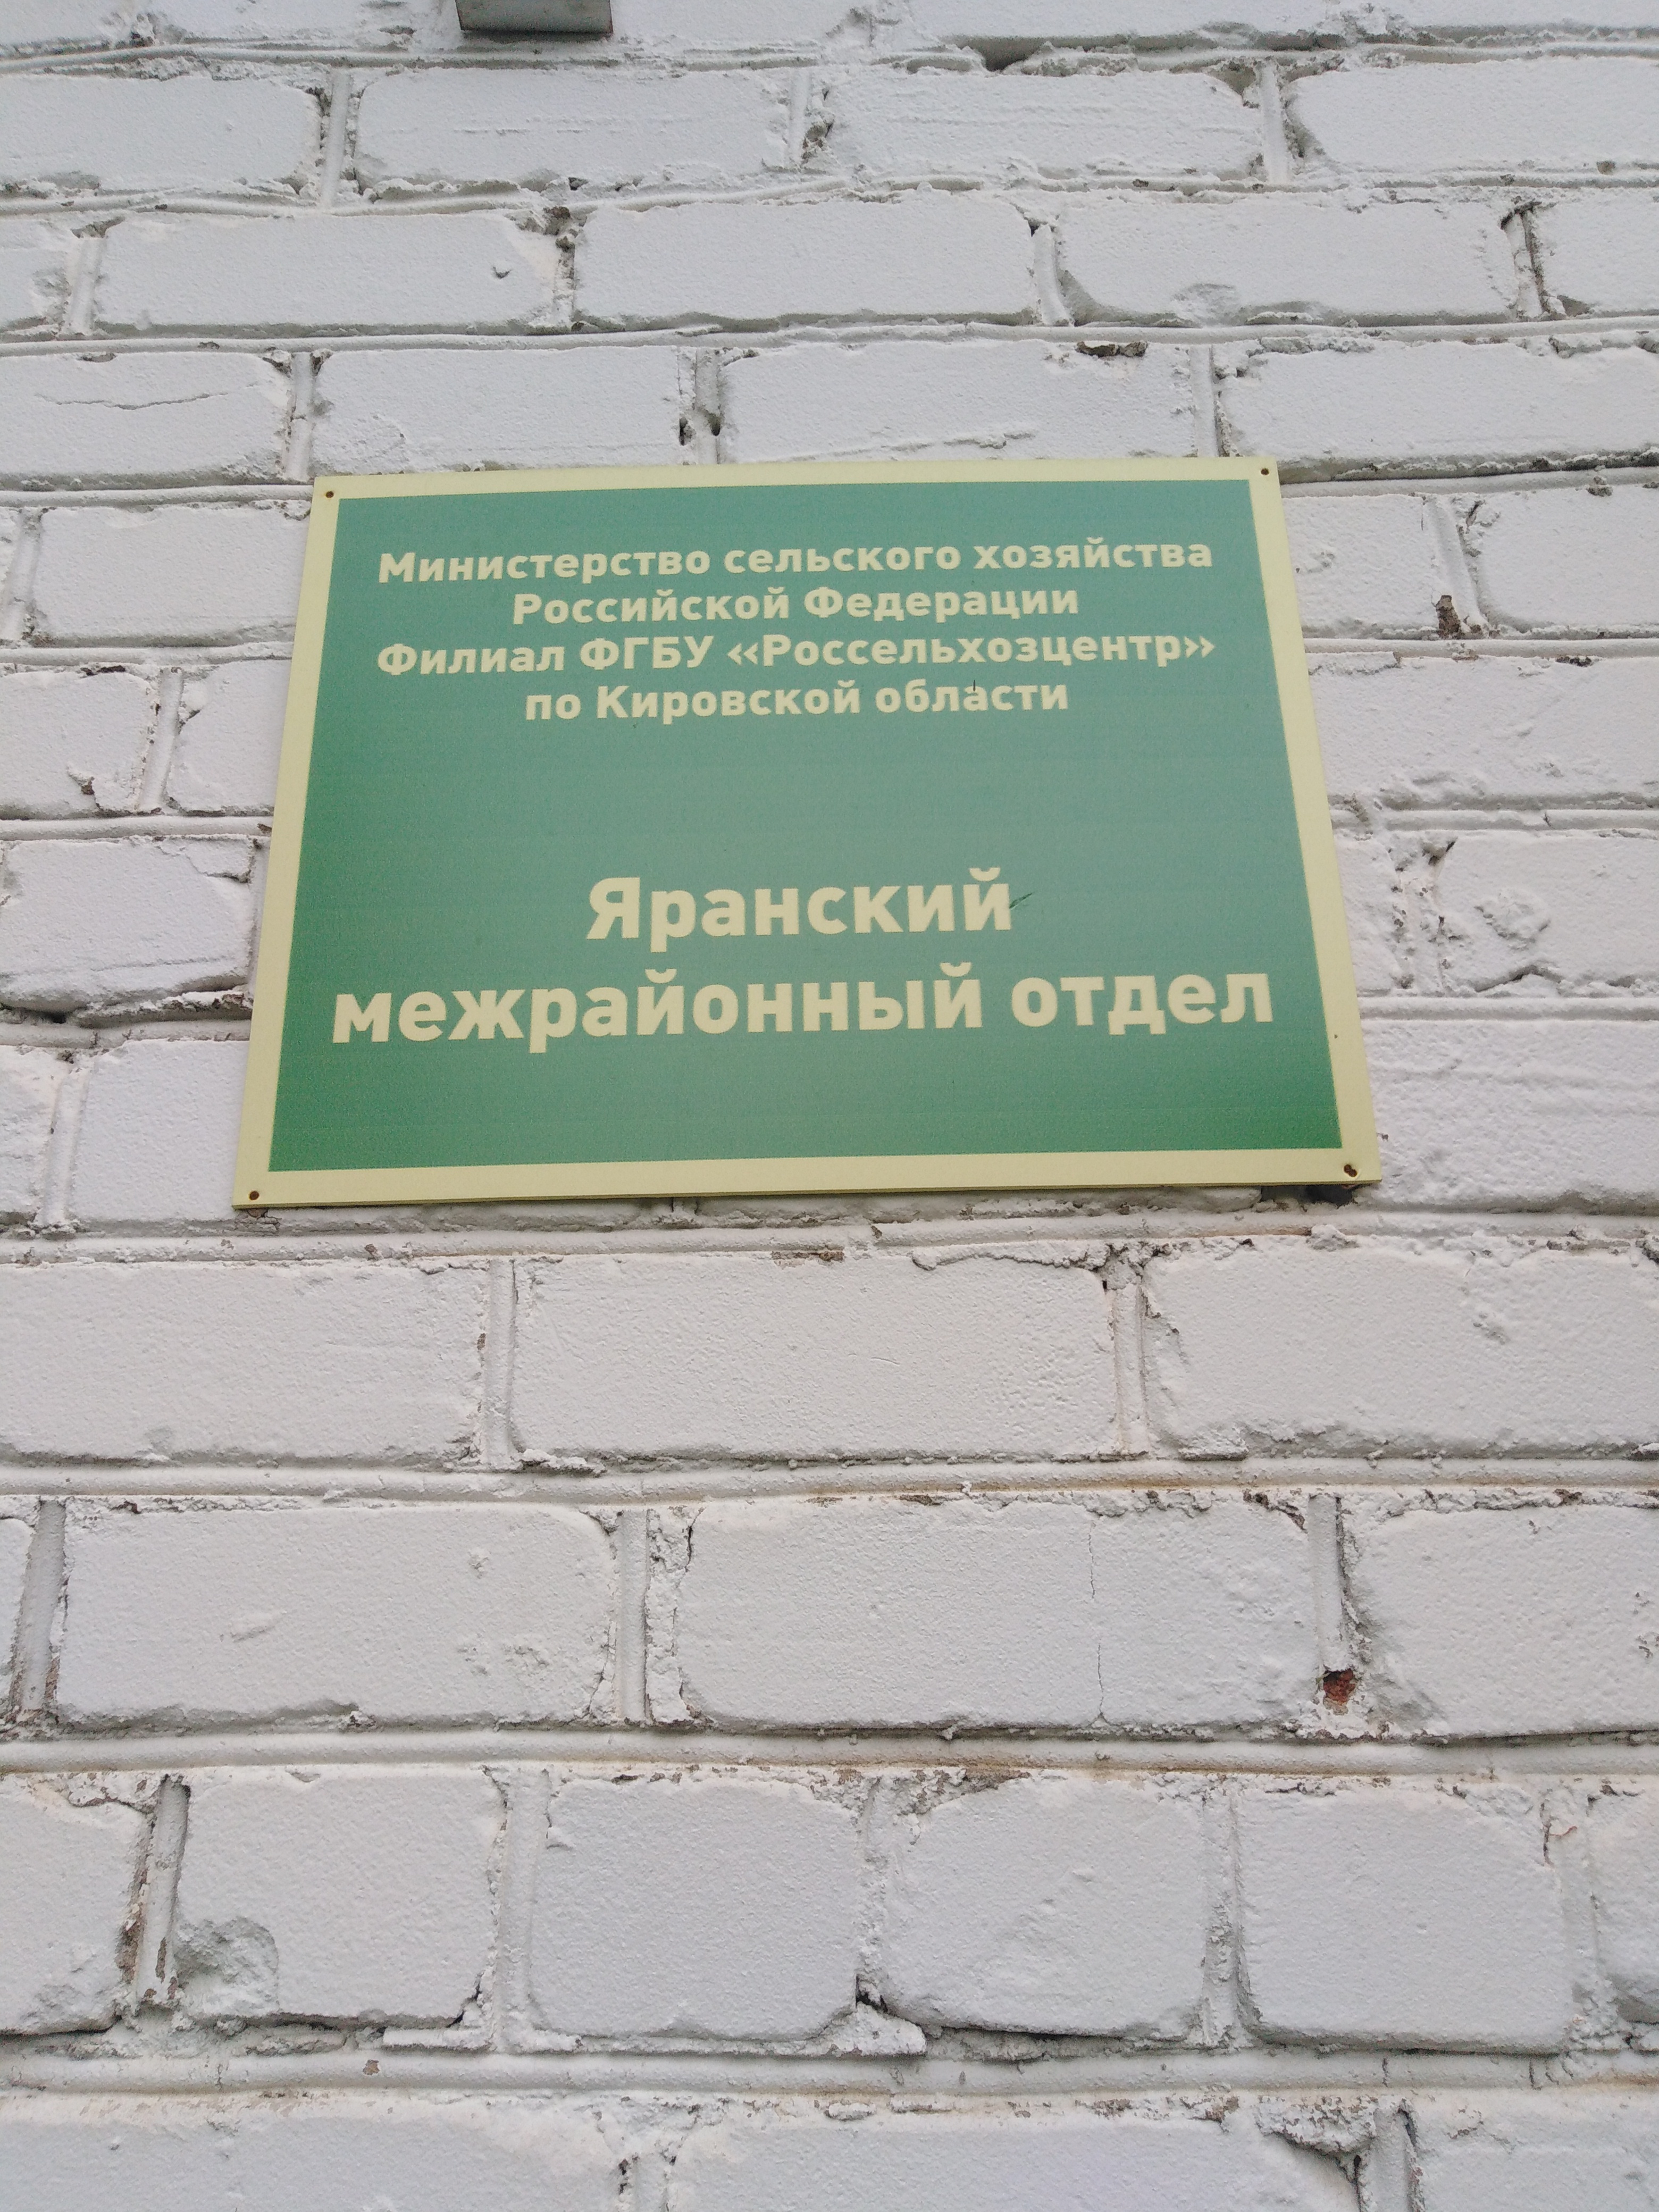 Министерство сельского хозяйства
Российской Федерации
Филиал ФГБУ «Россельхозцентр»
по Кировской области
Яранский
межрайонный отдел